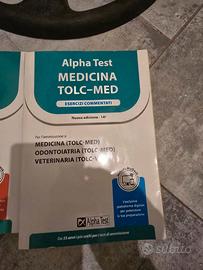 Alpha Test
MEDICINA
TOLC-MED
ESERCIZI COMMENTATI
Nuova edizione
Per l'ammissione a
MEDICINA (TOLC-MED)
ODONTOIATRIA (TOLC-MED)
VETERINARIA (TOLC-V
Alpha Test
subito